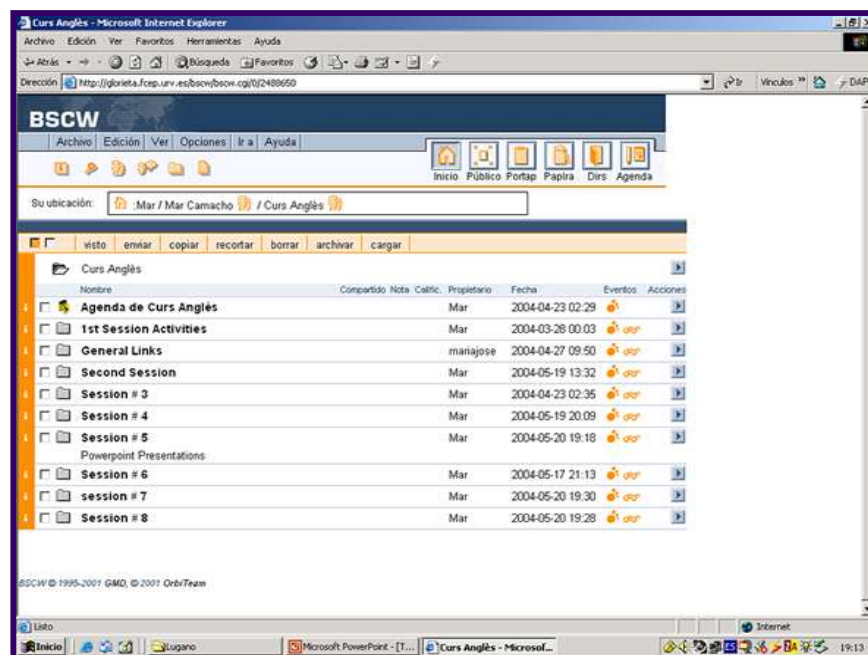 Curs Anglès - Microsoft Internet Explorer
Archivo Edición Ver Favoritos Herramientas Ayuda
Atrás Búsqueda Favoritos
Dirección http://glorieta.fcep.urv.es/bscw/bscw.cgi/0/2488650 Ir Vínculos » DAP
BSCW
Archivo Edición Ver Opciones Ir a Ayuda
Inicio Público Portap Papira Dirs Agenda
Su ubicación: :Mar / Mar Camacho / Curs Anglès
visto enviar copiar recortar borrar archivar cargar
Curs Anglès
Nombre Compartido Nota Calific. Propietario Fecha Eventos Acciones
Agenda de Curs Anglès Mar 2004-04-23 02:29
1st Session Activities Mar 2004-03-28 00:03
General Links mariajose 2004-04-27 09:50
Second Session Mar 2004-05-19 13:32
Session # 3 Mar 2004-04-23 02:35
Session # 4 Mar 2004-05-19 20:09
Session # 5 Mar 2004-05-20 19:18
Powerpoint Presentations
Session # 6 Mar 2004-05-17 21:13
session # 7 Mar 2004-05-20 19:30
Session # 8 Mar 2004-05-20 19:28
BSCW © 1995-2001 GMD, © 2001 OrbiTeam
Listo Internet
Inicio Lugano Microsoft PowerPoint - [T... Curs Anglès - Microsof... 19:13